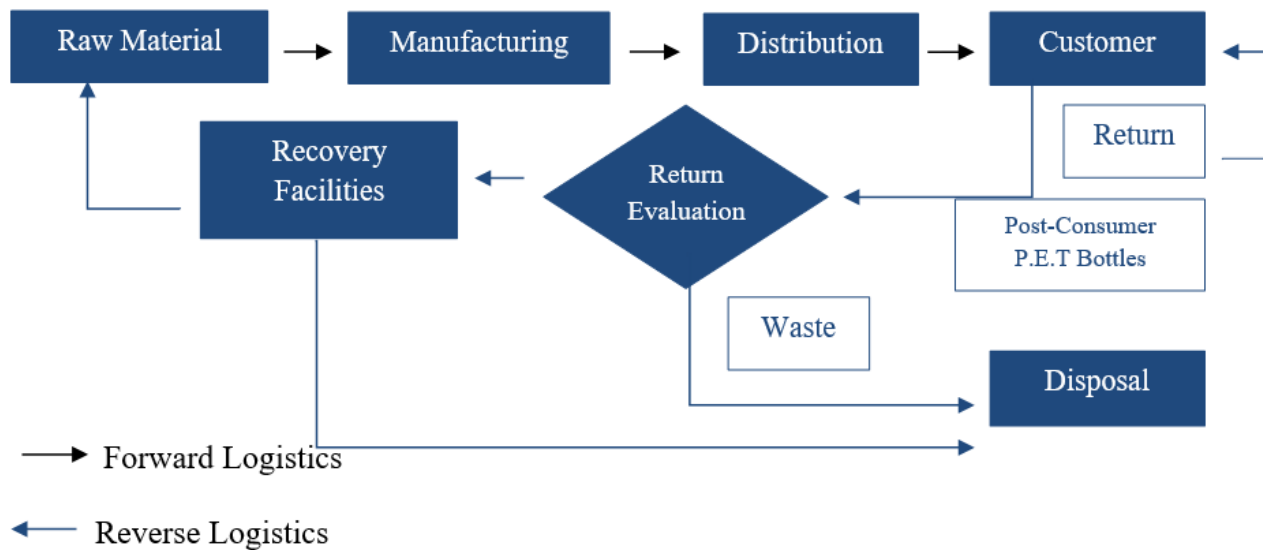 Raw Material
Manufacturing
Distribution
Customer
Recovery
Facilities
Return
Evaluation
Return
Post-Consumer
P.E.T Bottles
Waste
Disposal
Forward Logistics
Reverse Logistics